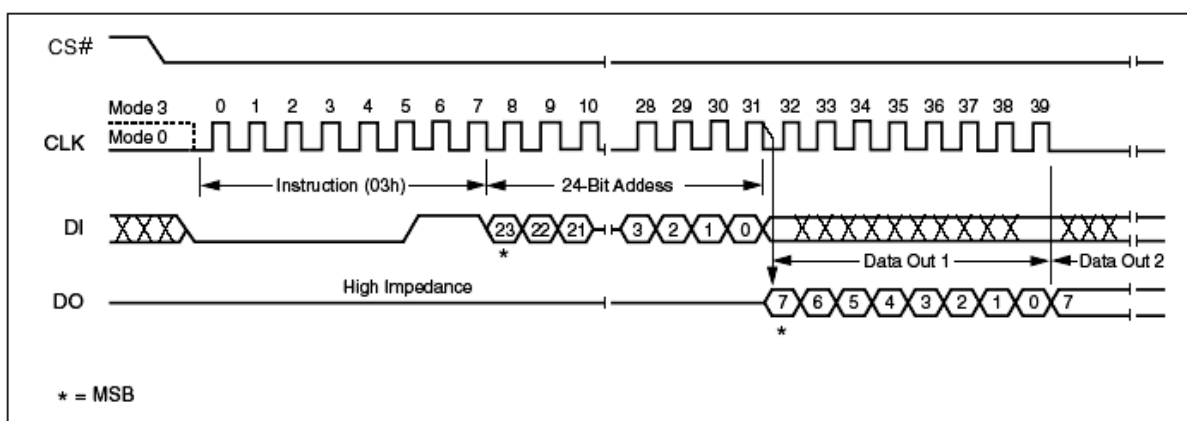 CS#
Mode 3
0 1 2 3 4 5 6 7 8 9 10 28 29 30 31 32 33 34 35 36 37 38 39
Mode 0
CLK
Instruction (03h) 24-Bit Addess
DI 23 22 21 3 2 1 0
*
Data Out 1 Data Out 2
High Impedance
DO 7 6 5 4 3 2 1 0 7
*
* = MSB